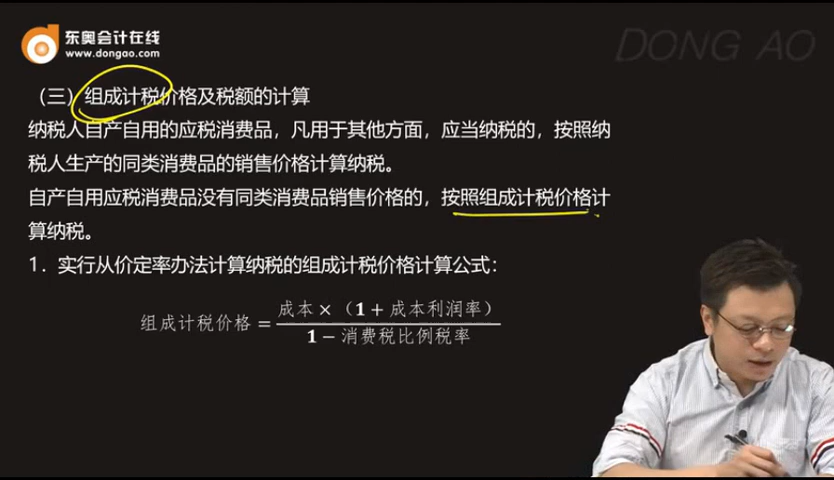 东奥会计在线
www.dongao.com
DONG AO
（三）组成计税价格及税额的计算
纳税人自产自用的应税消费品，凡用于其他方面，应当纳税的，按照纳
税人生产的同类消费品的销售价格计算纳税。
自产自用应税消费品没有同类消费品销售价格的，按照组成计税价格计
算纳税。
1．实行从价定率办法计算纳税的组成计税价格计算公式：
成本×（1+成本利润率）
组成计税价格=
1−消费税比例税率